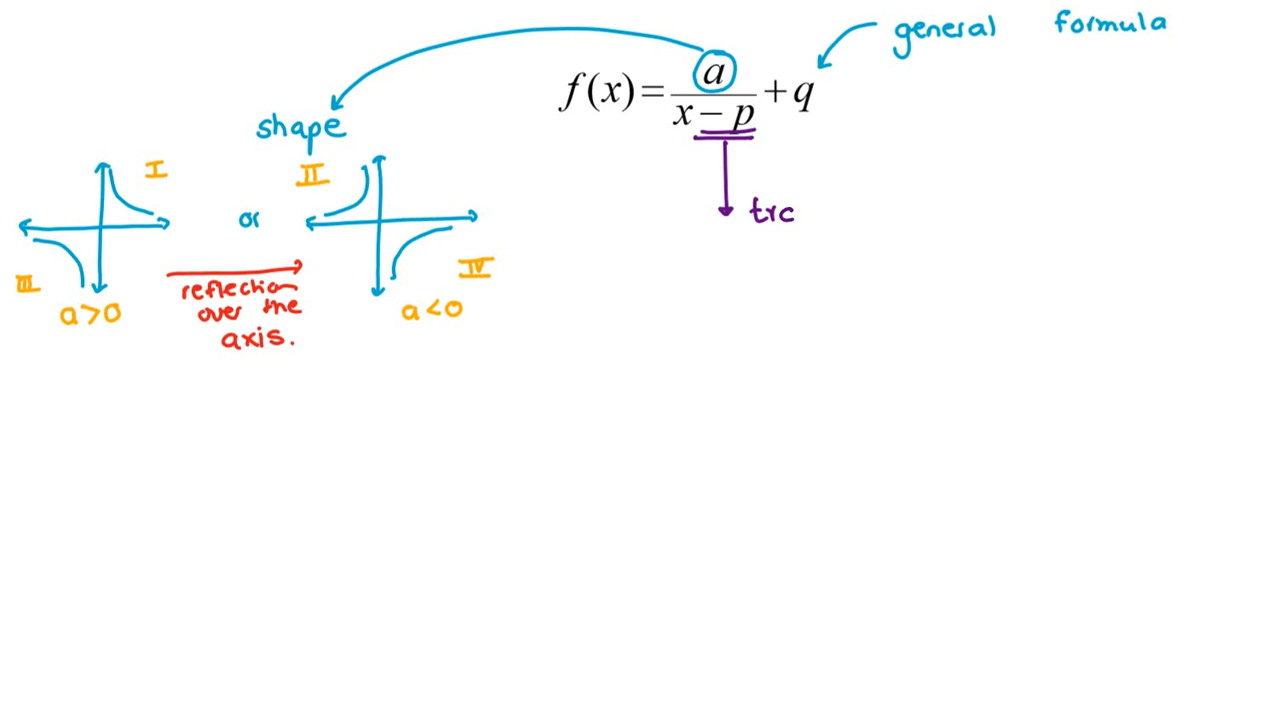 general formula
f(x)=a/(x-p)+q
shape
I
II
or
trc
III
IV
reflection
over the
axis.
a>0
a<0